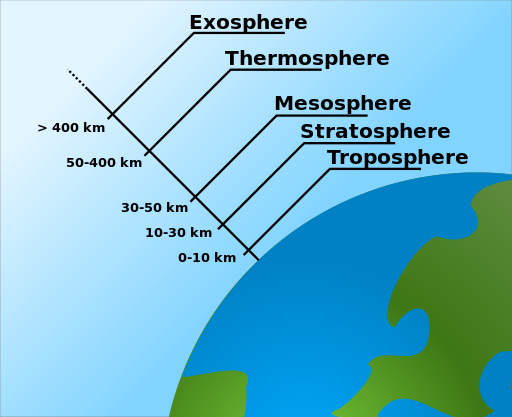 Exosphere
Thermosphere
Mesosphere
Stratosphere
Troposphere
> 400 km
50-400 km
30-50 km
10-30 km
0-10 km